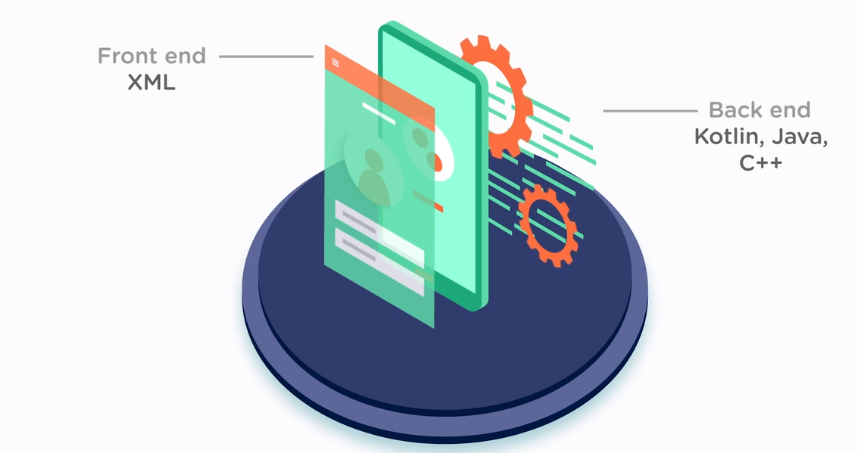 Front end
XML
Back end
Kotlin, Java,
C++